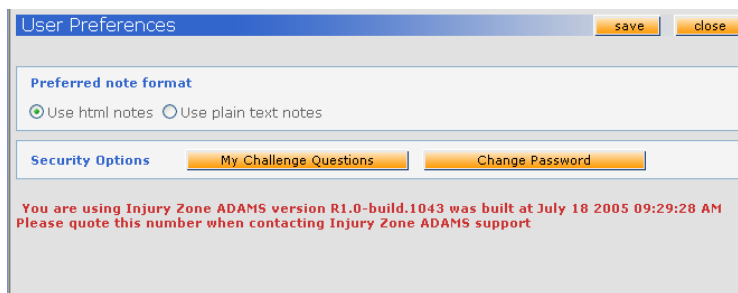 User Preferences save close
Preferred note format
Use html notes Use plain text notes
Security Options My Challenge Questions Change Password
You are using Injury Zone ADAMS version R1.0-build.1043 was built at July 18 2005 09:29:28 AM
Please quote this number when contacting Injury Zone ADAMS support